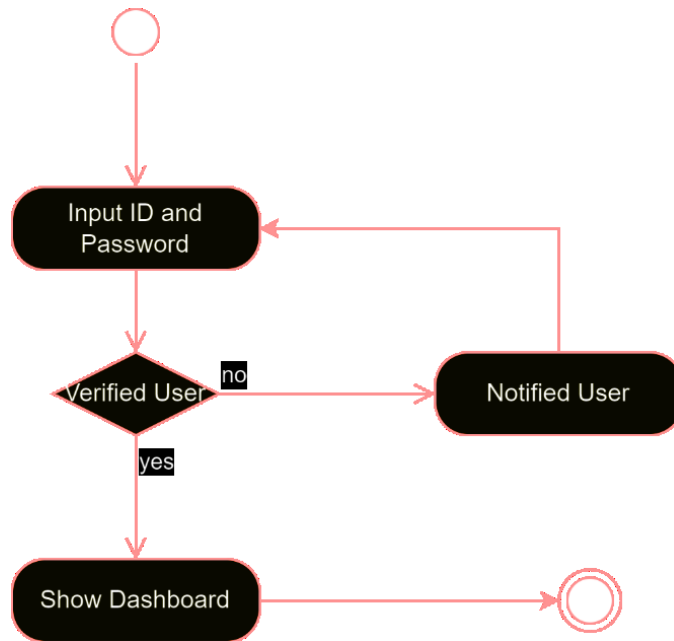 Input ID and
Password
Verified User
no
Notified User
yes
Show Dashboard